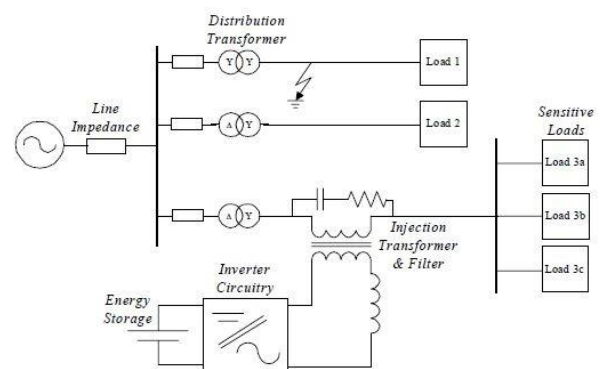 Distribution
Transformer
Y Y
Load 1
Line
Impedance
Δ Y
Load 2
Sensitive
Loads
Load 3a
Δ Y
Load 3b
Injection
Transformer
& Filter
Load 3c
Inverter
Circuitry
Energy
Storage